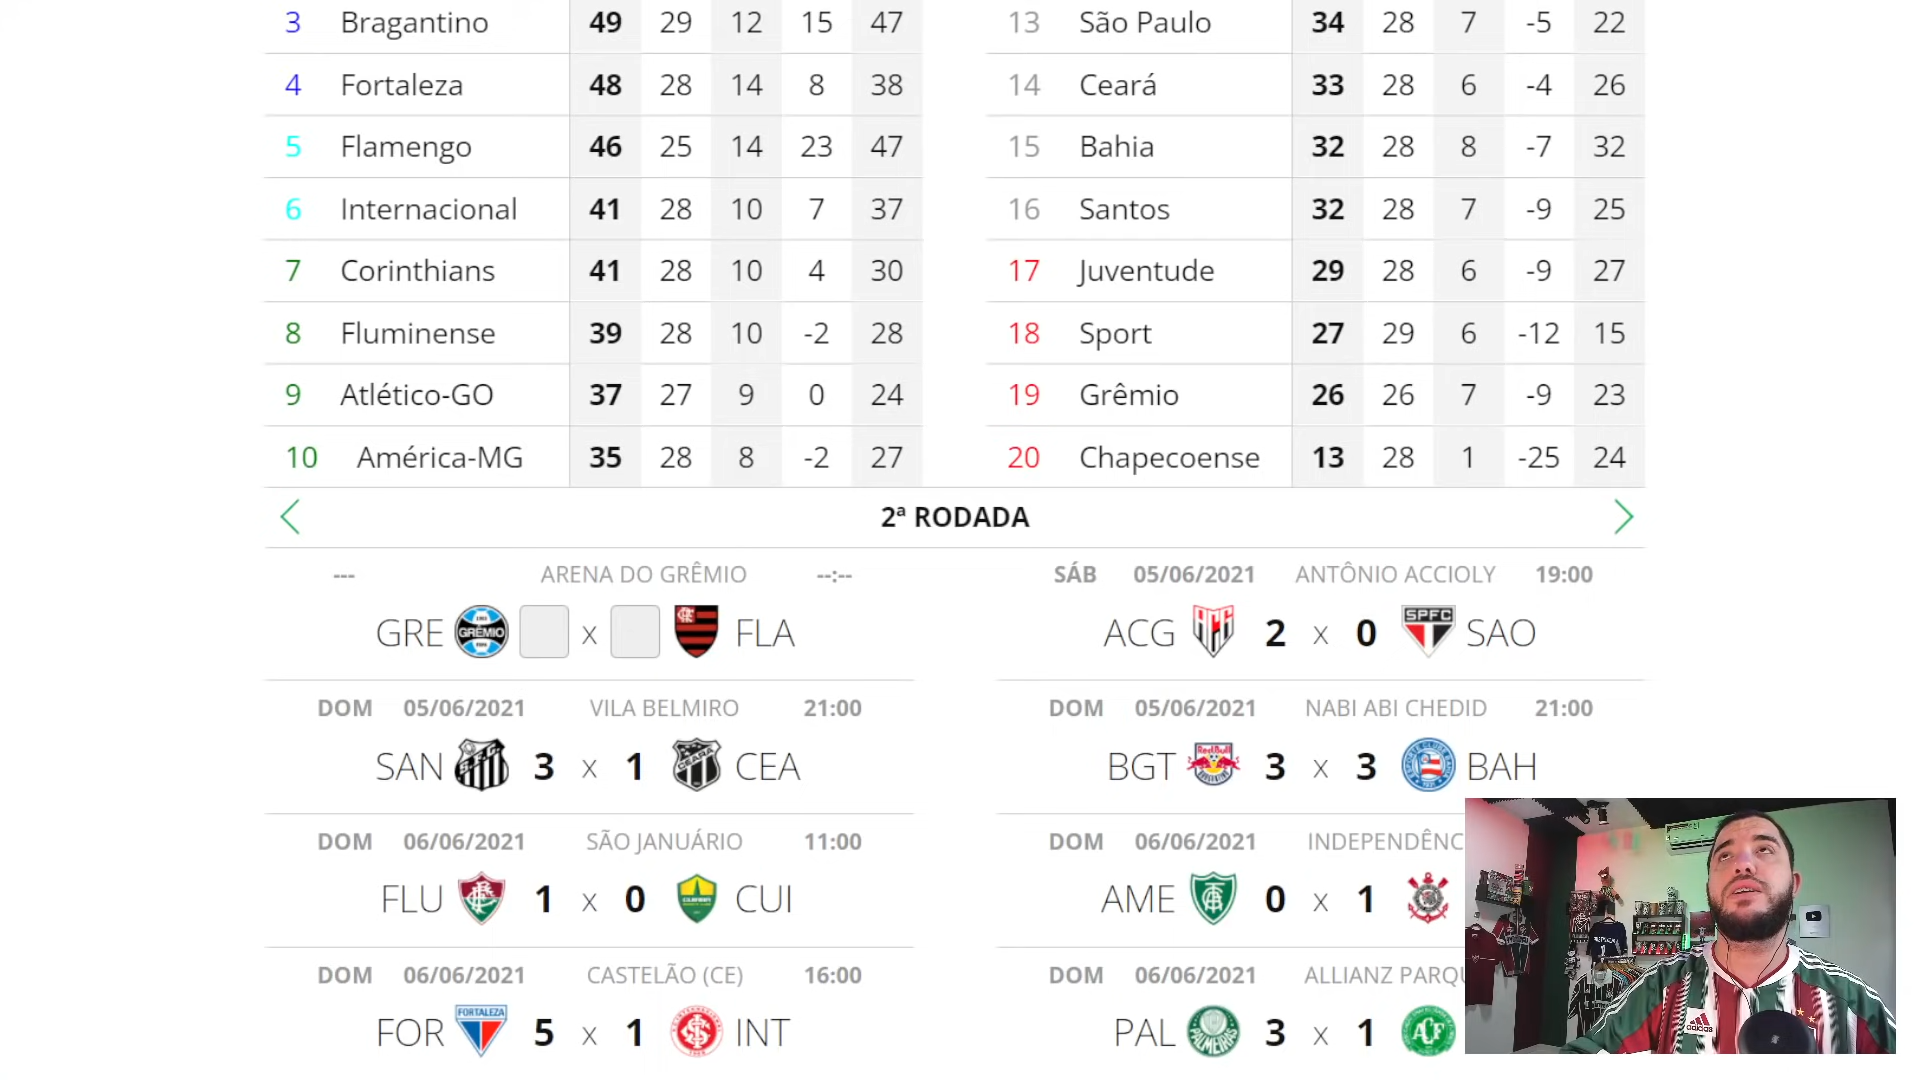 3 Bragantino 49 29 12 15 47
4 Fortaleza 48 28 14 8 38
5 Flamengo 46 25 14 23 47
6 Internacional 41 28 10 7 37
7 Corinthians 41 28 10 4 30
8 Fluminense 39 28 10 -2 28
9 Atlético-GO 37 27 9 0 24
10 América-MG 35 28 8 -2 27
13 São Paulo 34 28 7 -5 22
14 Ceará 33 28 6 -4 26
15 Bahia 32 28 8 -7 32
16 Santos 32 28 7 -9 25
17 Juventude 29 28 6 -9 27
18 Sport 27 29 6 -12 15
19 Grêmio 26 26 7 -9 23
20 Chapecoense 13 28 1 -25 24
2ª RODADA
--- ARENA DO GRÊMIO --:--
GRE GRÊMIO x FLA
SÁB 05/06/2021 ANTÔNIO ACCIOLY 19:00
ACG 2 x 0 SPFC SAO
DOM 05/06/2021 VILA BELMIRO 21:00
SAN 3 x 1 CEARÁ CEA
DOM 05/06/2021 NABI ABI CHEDID 21:00
BGT RedBull 3 x 3 BAH
DOM 06/06/2021 SÃO JANUÁRIO 11:00
FLU 1 x 0 CUI
DOM 06/06/2021 INDEPENDÊNC
AME 0 x 1
DOM 06/06/2021 CASTELÃO (CE) 16:00
FOR FORTALEZA 5 x 1 INT
DOM 06/06/2021 ALLIANZ PARQU
PAL PALMEIRAS 3 x 1 ACF
adidas